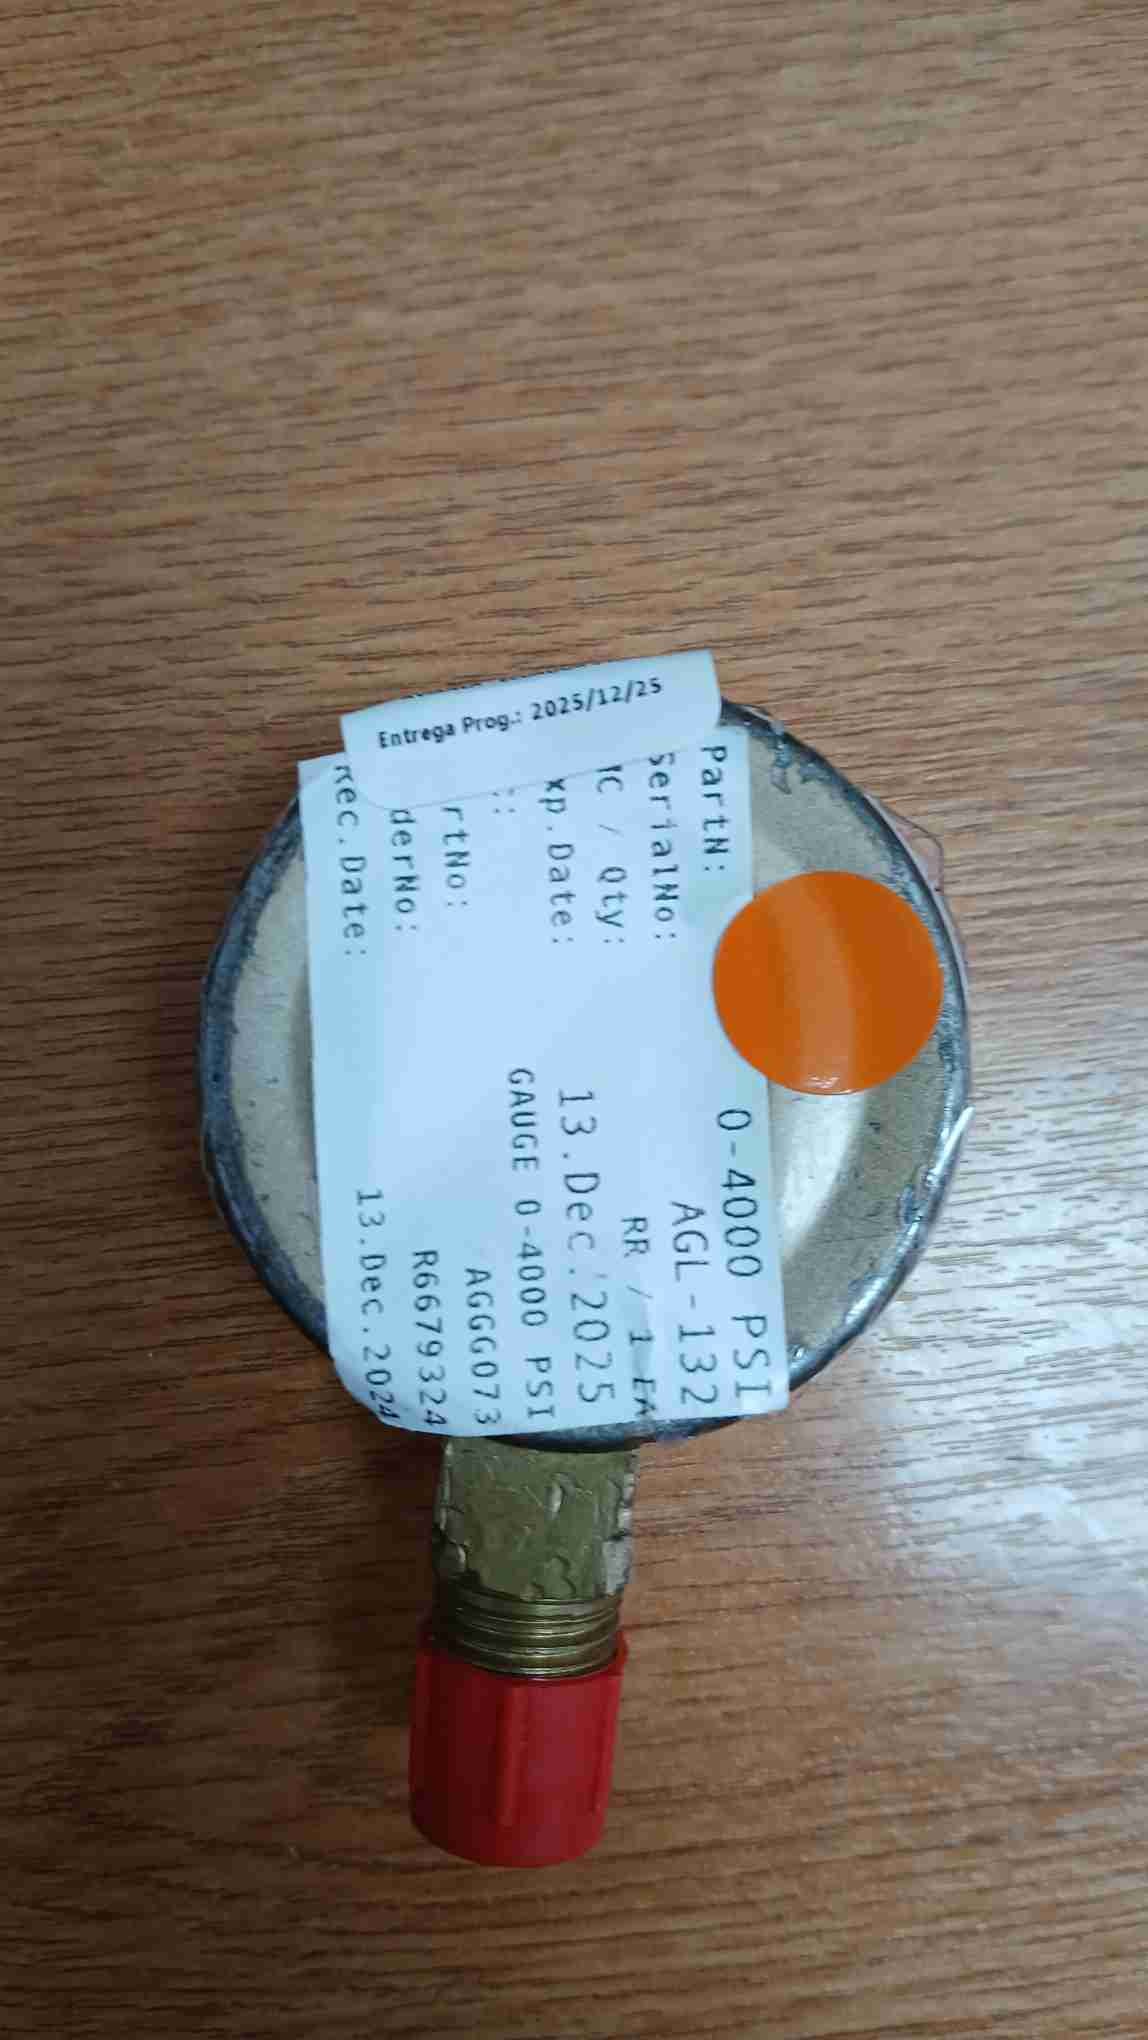 Entrega Prog.: 2025/12/25
PartN: 0-4000 PSI
SerialNo: AGL-132
/ Qty: RR / 1 EA
xp.Date: 13.Dec.2025
: GAUGE 0-4000 PSI
rtNo: AGGG073
derNo: R6679324
Rec.Date: 13.Dec.2024